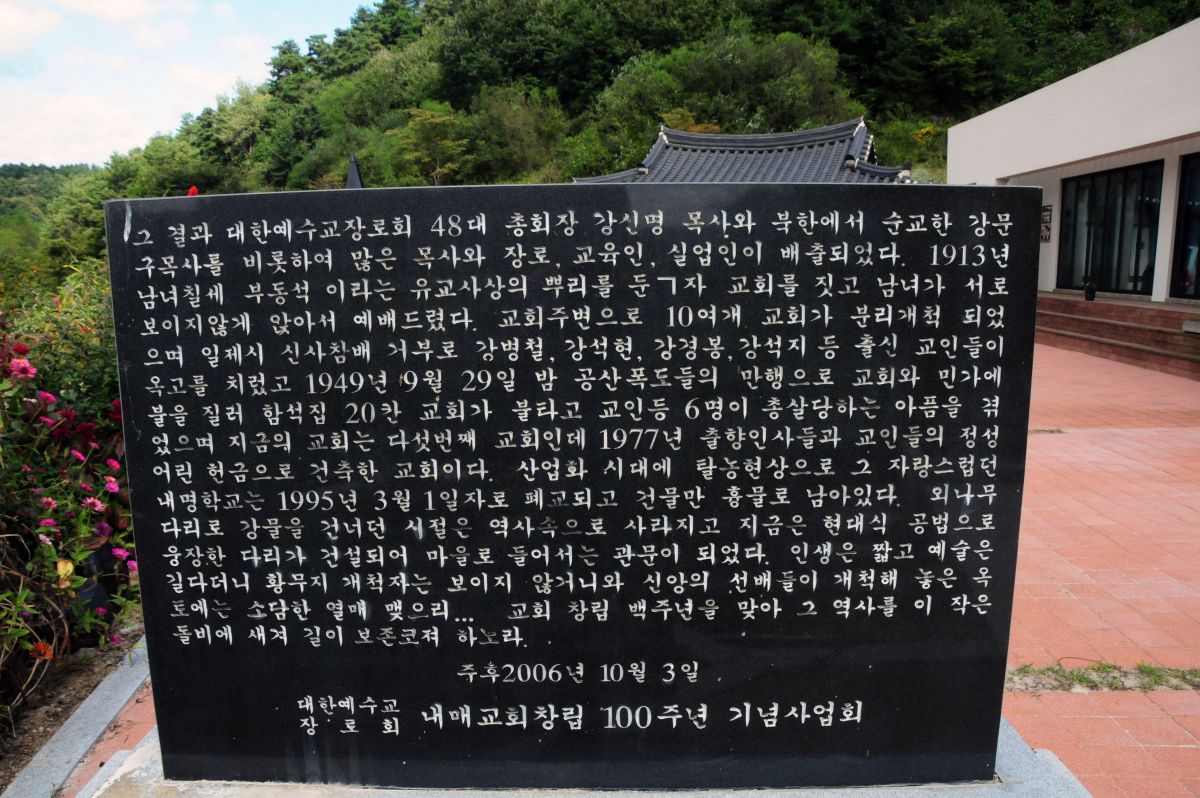 그 결과 대한예수교장로회 48대 총회장 강신명 목사와 북한에서 순교한 강문
구목사를 비롯하여 많은 목사와 장로, 교육인, 실업인이 배출되었다. 1913년
남녀칠세 부동석 이라는 유교사상의 뿌리를 둔ㄱ자 교회를 짓고 남녀가 서로
보이지않게 앉아서 예배드렸다. 교회주변으로 10여개 교회가 분리개척 되었
으며 일제시 신사참배 거부로 강병철, 강석현, 강경봉, 강석지 등 출신 교인들이
옥고를 치렀고 1949년 9월 29일 밤 공산폭도들의 만행으로 교회와 민가에
불을 질러 함석집 20칸 교회가 불타고 교인등 6명이 총살당하는 아픔을 겪
었으며 지금의 교회는 다섯번째 교회인데 1977년 출향인사들과 교인들의 정성
어린 헌금으로 건축한 교회이다. 산업화 시대에 탈농현상으로 그 자랑스럽던
내명학교는 1995년 3월 1일자로 폐교되고 건물만 흉물로 남아있다. 외나무
다리로 강물을 건너던 시절은 역사속으로 사라지고 지금은 현대식 공법으로
웅장한 다리가 건설되어 마을로 들어서는 관문이 되었다. 인생은 짧고 예술은
길다더니 황무지 개척자는 보이지 않거니와 신앙의 선배들이 개척해 놓은 옥
토에는 소담한 열매 맺으리... 교회 창립 백주년을 맞아 그 역사를 이 작은
돌비에 새겨 길이 보존코져 하노라.
주후2006년 10월 3일
대한예수교
장로회 내매교회창립 100주년 기념사업회